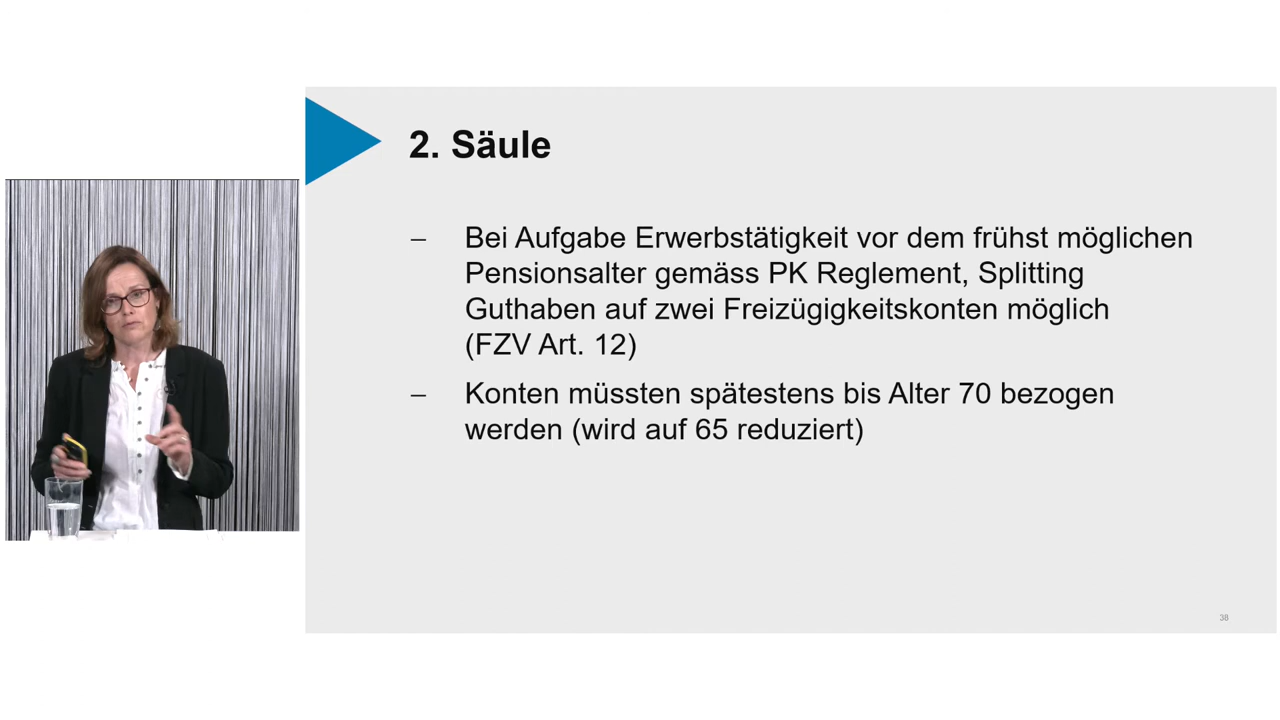 2. Säule
– Bei Aufgabe Erwerbstätigkeit vor dem frühst möglichen
Pensionsalter gemäss PK Reglement, Splitting
Guthaben auf zwei Freizügigkeitskonten möglich
(FZV Art. 12)
– Konten müssten spätestens bis Alter 70 bezogen
werden (wird auf 65 reduziert)
38